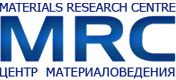 MATERIALS RESEARCH CENTRE
MRC
ЦЕНТР МАТЕРИАЛОВЕДЕНИЯ